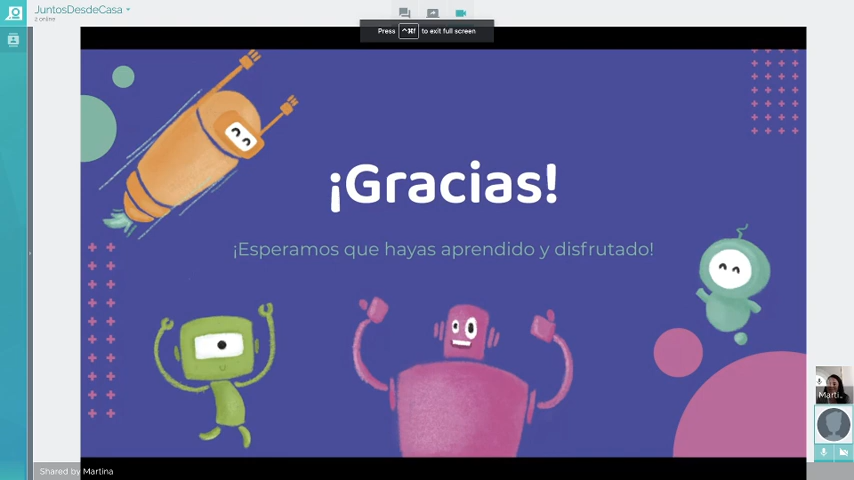 JuntosDesdeCasa
2 online
Press ^⌘f to exit full screen
¡Gracias!
¡Esperamos que hayas aprendido y disfrutado!
Marti...
Shared by Martina